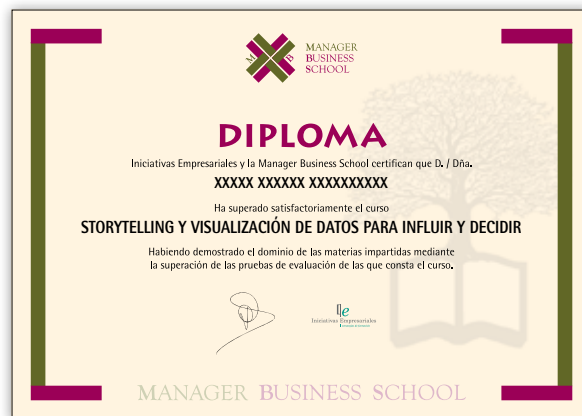 M B
MANAGER
BUSINESS
SCHOOL
DIPLOMA
Iniciativas Empresariales y la Manager Business School certifican que D. / Dña.
XXXXX XXXXXX XXXXXXXXXX
Ha superado satisfactoriamente el curso
STORYTELLING Y VISUALIZACIÓN DE DATOS PARA INFLUIR Y DECIDIR
Habiendo demostrado el dominio de las materias impartidas mediante
la superación de las pruebas de evaluación de las que consta el curso.
Iniciativas Empresariales
MANAGER BUSINESS SCHOOL